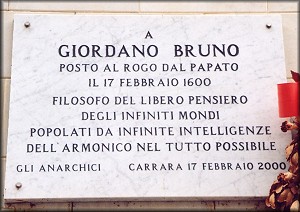 A
GIORDANO BRUNO
POSTO AL ROGO DAL PAPATO
IL 17 FEBBRAIO 1600
FILOSOFO DEL LIBERO PENSIERO
DEGLI INFINITI MONDI
POPOLATI DA INFINITE INTELLIGENZE
DELL'ARMONICO NEL TUTTO POSSIBILE
GLI ANARCHICI CARRARA 17 FEBBRAIO 2000